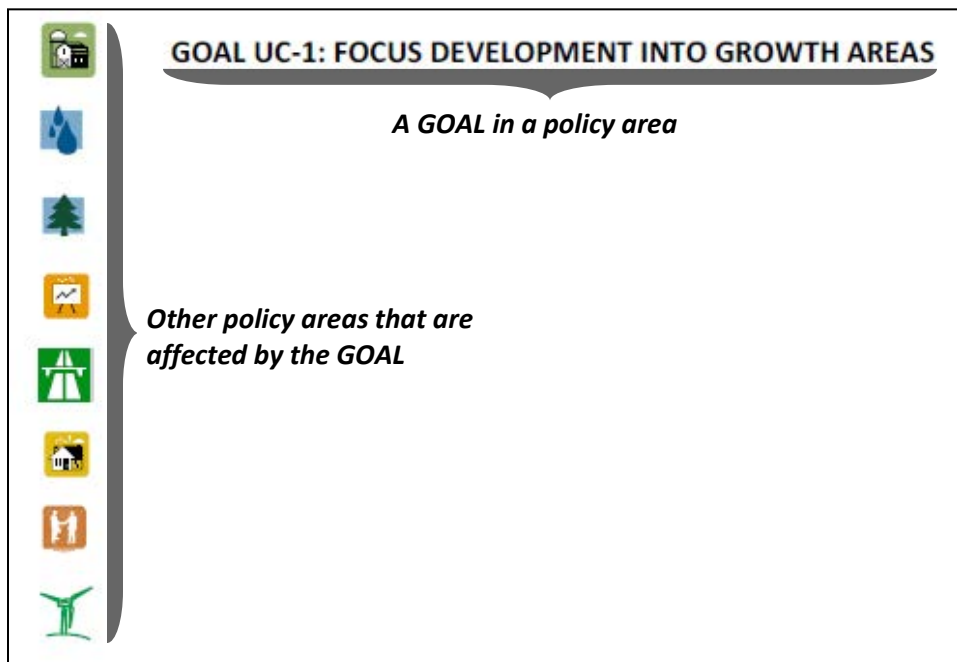 GOAL UC-1: FOCUS DEVELOPMENT INTO GROWTH AREAS
A GOAL in a policy area
Other policy areas that are
affected by the GOAL